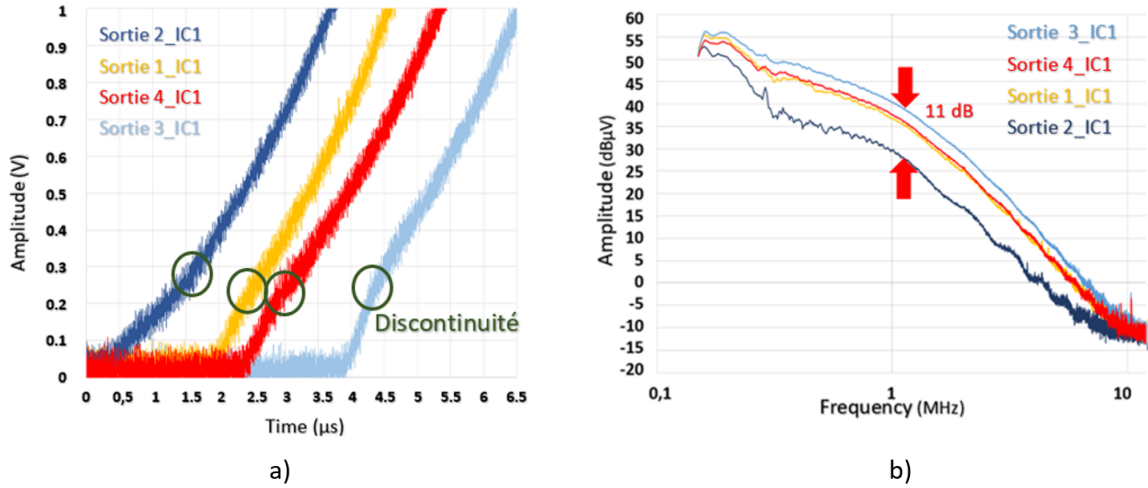 Sortie 2_IC1
Sortie 1_IC1
Sortie 4_IC1
Sortie 3_IC1
Discontinuité
Amplitude (V)
1
0.9
0.8
0.7
0.6
0.5
0.4
0.3
0.2
0.1
0
0 0,5 1 1.5 2 2.5 3 3.5 4 4.5 5 5.5 6 6.5
Time (µs)
a)
Sortie 3_IC1
Sortie 4_IC1
Sortie 1_IC1
Sortie 2_IC1
11 dB
Amplitude (dBµV)
60
55
50
45
40
35
30
25
20
15
10
5
0
-5
-10
-15
-20
0,1 1 10
Frequency (MHz)
b)